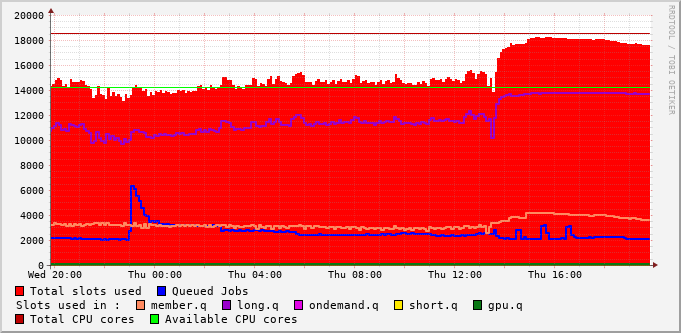 RRDTOOL / TOBI OETIKER
20000
18000
16000
14000
12000
10000
8000
6000
4000
2000
0
Wed 20:00 Thu 00:00 Thu 04:00 Thu 08:00 Thu 12:00 Thu 16:00
Total slots used Queued Jobs
Slots used in : member.q long.q ondemand.q short.q gpu.q
Total CPU cores Available CPU cores